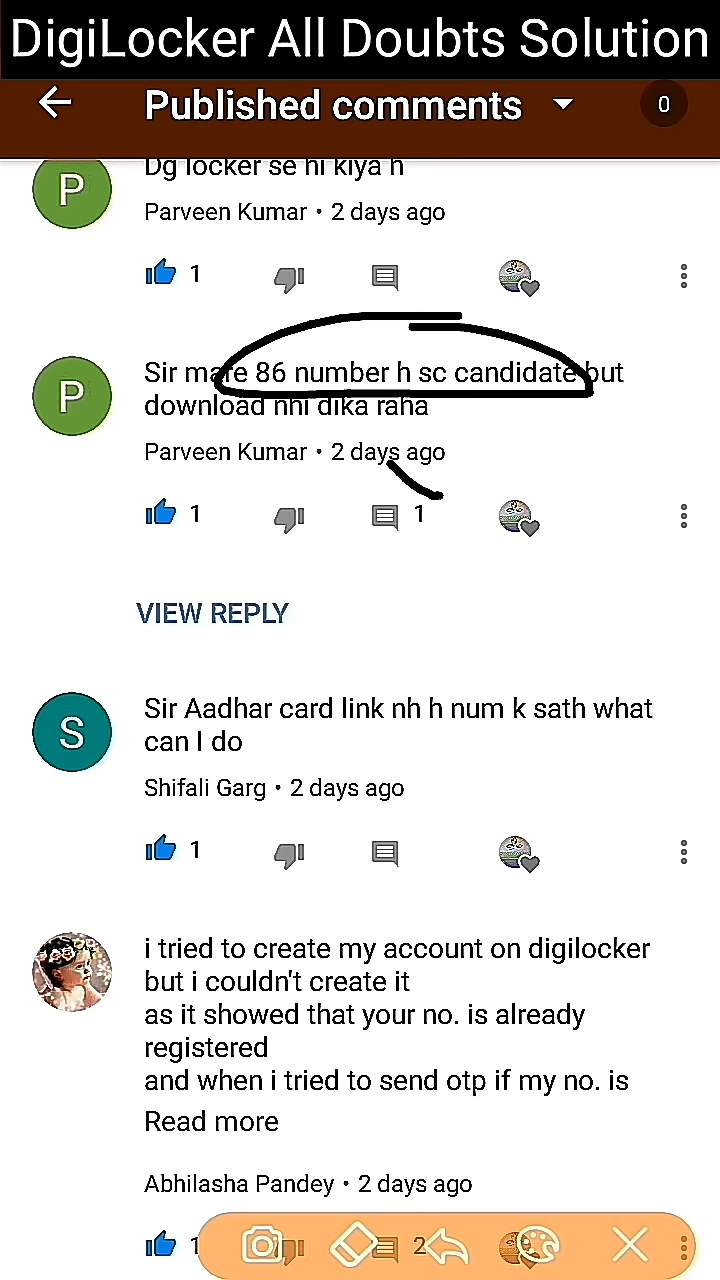 DigiLocker All Doubts Solution
Published comments
0
Dg locker se hi kiya h
Parveen Kumar • 2 days ago
1
P
Sir mare 86 number h sc candidate but
download nhi dika raha
P
Parveen Kumar • 2 days ago
1 1
VIEW REPLY
Sir Aadhar card link nh h num k sath what
can I do
S
Shifali Garg • 2 days ago
1
i tried to create my account on digilocker
but i couldn't create it
as it showed that your no. is already
registered
and when i tried to send otp if my no. is
Read more
Abhilasha Pandey • 2 days ago
1 2